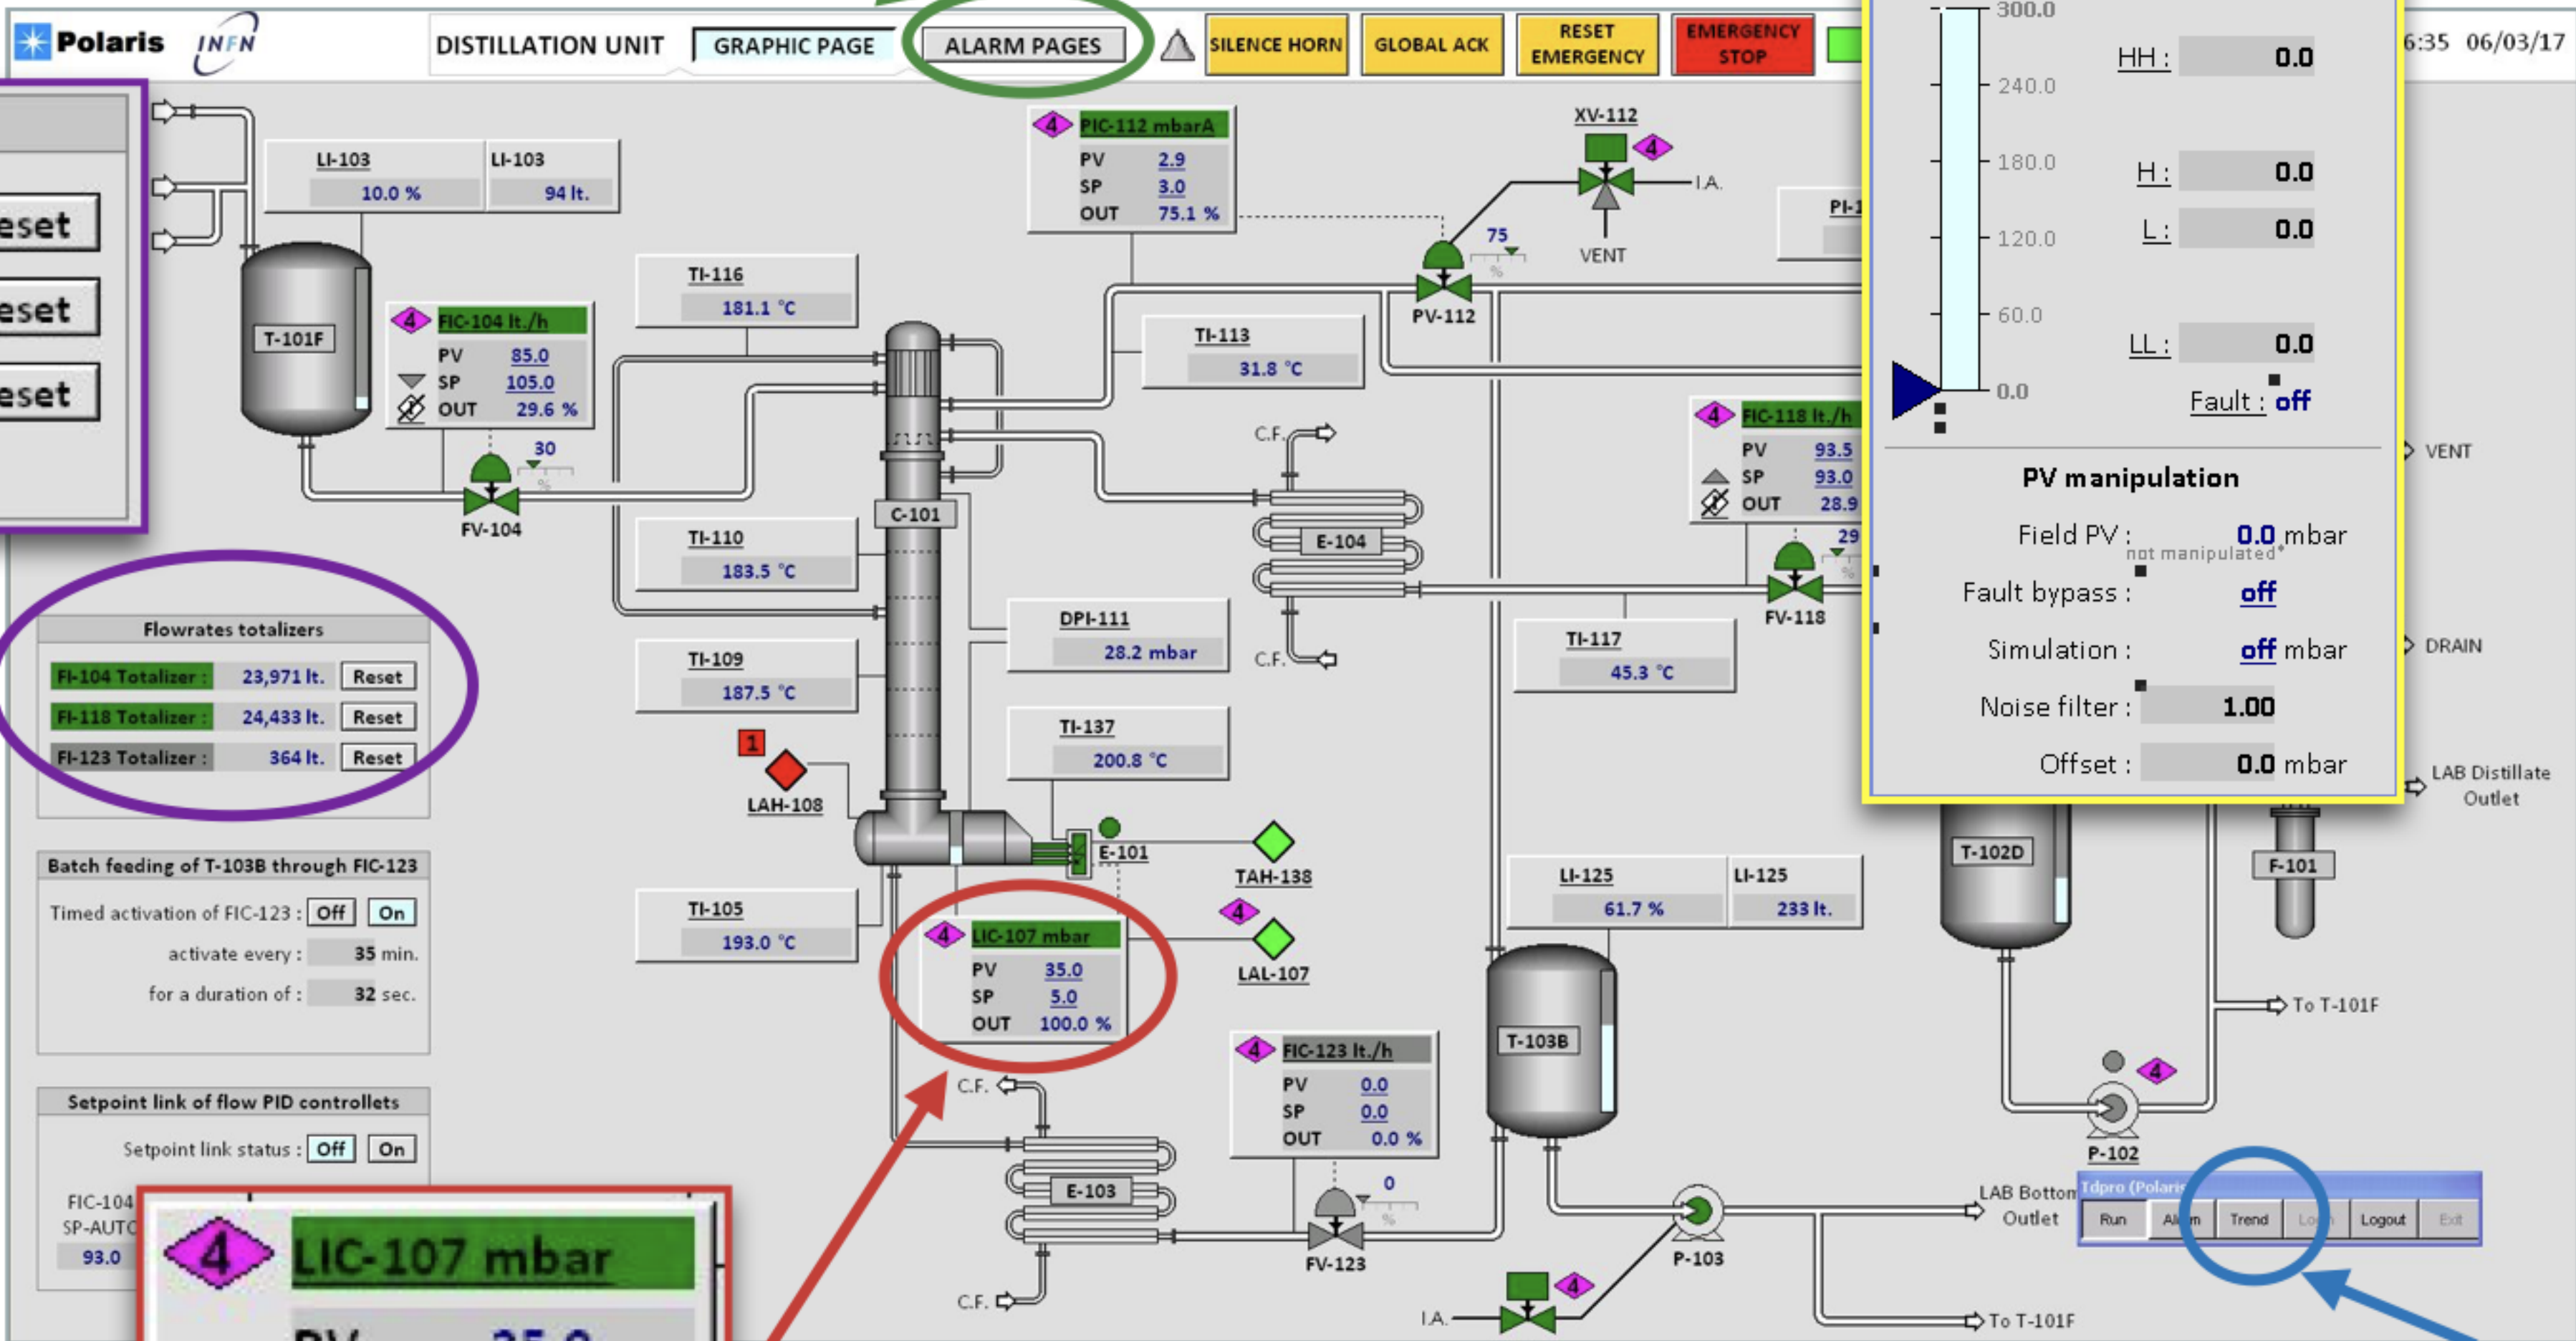 Polaris
INFN
DISTILLATION UNIT
GRAPHIC PAGE
ALARM PAGES
SILENCE HORN
GLOBAL ACK
RESET
EMERGENCY
EMERGENCY
STOP
6:35 06/03/17
eset
eset
eset
LI-103
10.0 %
LI-103
94 lt.
T-101F
4
FIC-104 lt./h
PV 85.0
SP 105.0
OUT 29.6 %
30
%
FV-104
TI-116
181.1 °C
TI-110
183.5 °C
TI-109
187.5 °C
1
LAH-108
TI-105
193.0 °C
C-101
4
PIC-112 mbarA
PV 2.9
SP 3.0
OUT 75.1 %
75
%
PV-112
XV-112
4
I.A.
VENT
PI-1
TI-113
31.8 °C
C.F.
E-104
C.F.
4
FIC-118 lt./h
PV 93.5
SP 93.0
OUT 28.9
29
%
FV-118
TI-117
45.3 °C
DPI-111
28.2 mbar
TI-137
200.8 °C
E-101
TAH-138
4
LAL-107
4
LIC-107 mbar
PV 35.0
SP 5.0
OUT 100.0 %
C.F.
E-103
C.F.
4
FIC-123 lt./h
PV 0.0
SP 0.0
OUT 0.0 %
0
%
FV-123
LI-125
61.7 %
LI-125
233 lt.
T-103B
P-103
4
I.A.
To T-101F
LAB Bottom
Outlet
T-102D
F-101
To T-101F
4
P-102
VENT
DRAIN
LAB Distillate
Outlet
Flowrates totalizers
FI-104 Totalizer : 23,971 lt. Reset
FI-118 Totalizer : 24,433 lt. Reset
FI-123 Totalizer : 364 lt. Reset
Batch feeding of T-103B through FIC-123
Timed activation of FIC-123 : Off On
activate every : 35 min.
for a duration of : 32 sec.
Setpoint link of flow PID controllets
Setpoint link status : Off On
FIC-104
SP-AUTO
93.0
4
LIC-107 mbar
PV 35.0
300.0
240.0
180.0
120.0
60.0
0.0
HH : 0.0
H : 0.0
L : 0.0
LL : 0.0
Fault : off
PV manipulation
Field PV : 0.0 mbar
not manipulated*
Fault bypass : off
Simulation : off mbar
Noise filter : 1.00
Offset : 0.0 mbar
Tdpro (Polaris
Run
Trend
Logout
Exit